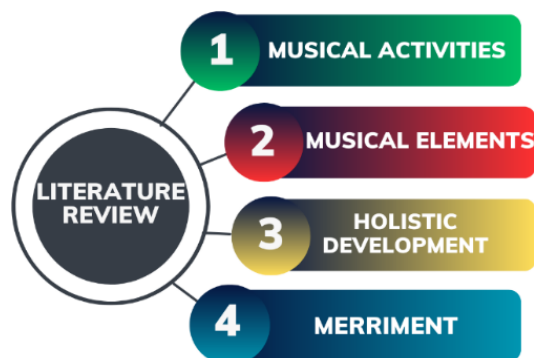 LITERATURE
REVIEW
1 MUSICAL ACTIVITIES
2 MUSICAL ELEMENTS
3 HOLISTIC
DEVELOPMENT
4 MERRIMENT